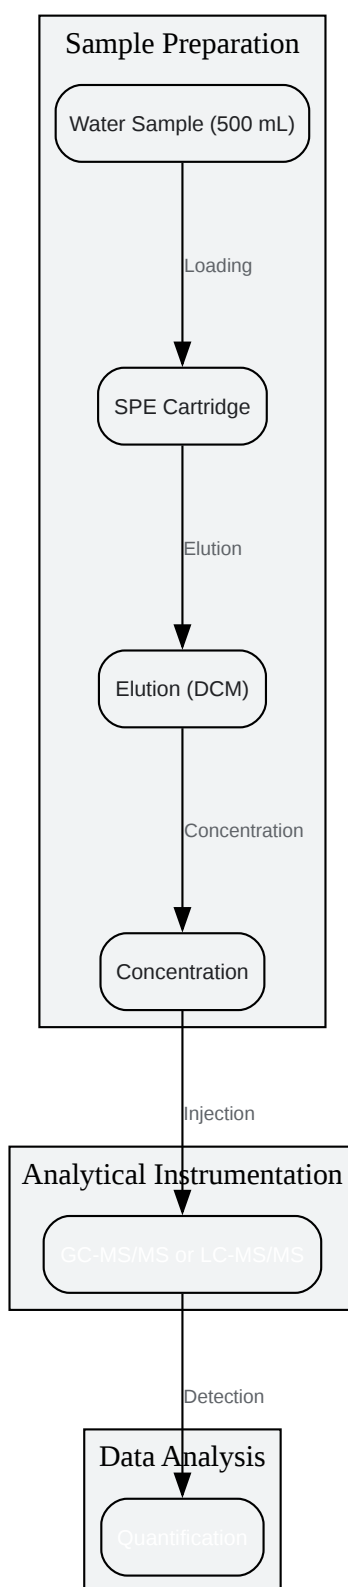 Sample Preparation
Water Sample (500 mL)
Loading
SPE Cartridge
Elution
Elution (DCM)
Concentration
Concentration
Injection
Analytical Instrumentation
GC-MS/MS or LC-MS/MS
Detection
Data Analysis
Quantification